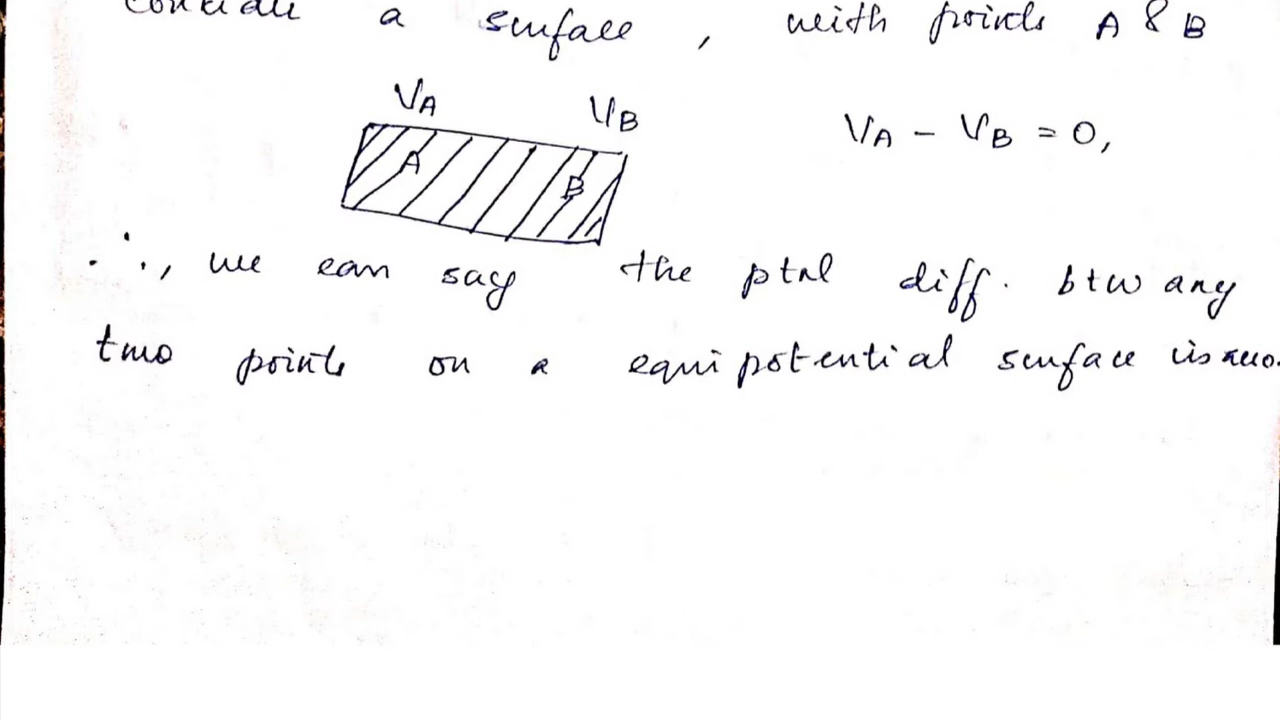 Consider a surface, with points A & B
VA VB
VA - VB = 0,
A B
∴, we can say the ptnl diff. btw any
two points on a equipotential surface is zero.